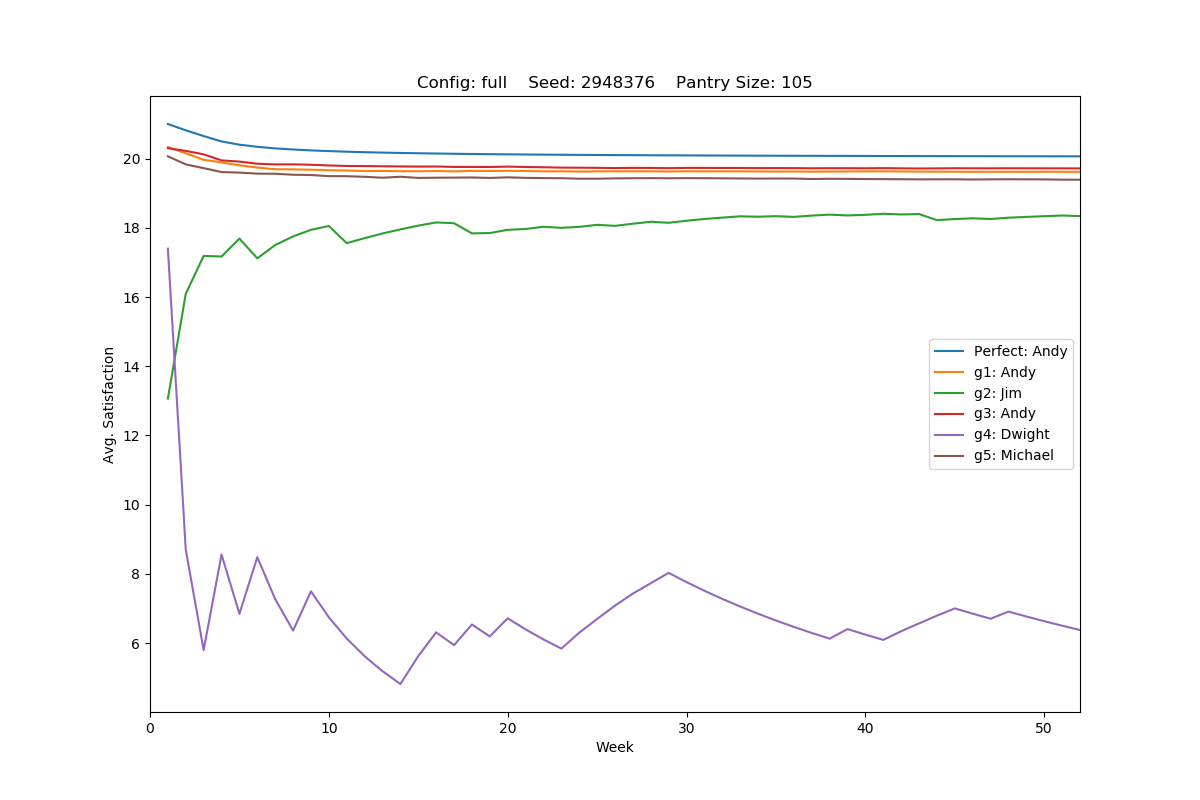 Config: full    Seed: 2948376    Pantry Size: 105
Avg. Satisfaction
20
18
16
14
12
10
8
6
Perfect: Andy
g1: Andy
g2: Jim
g3: Andy
g4: Dwight
g5: Michael
0 10 20 30 40 50
Week